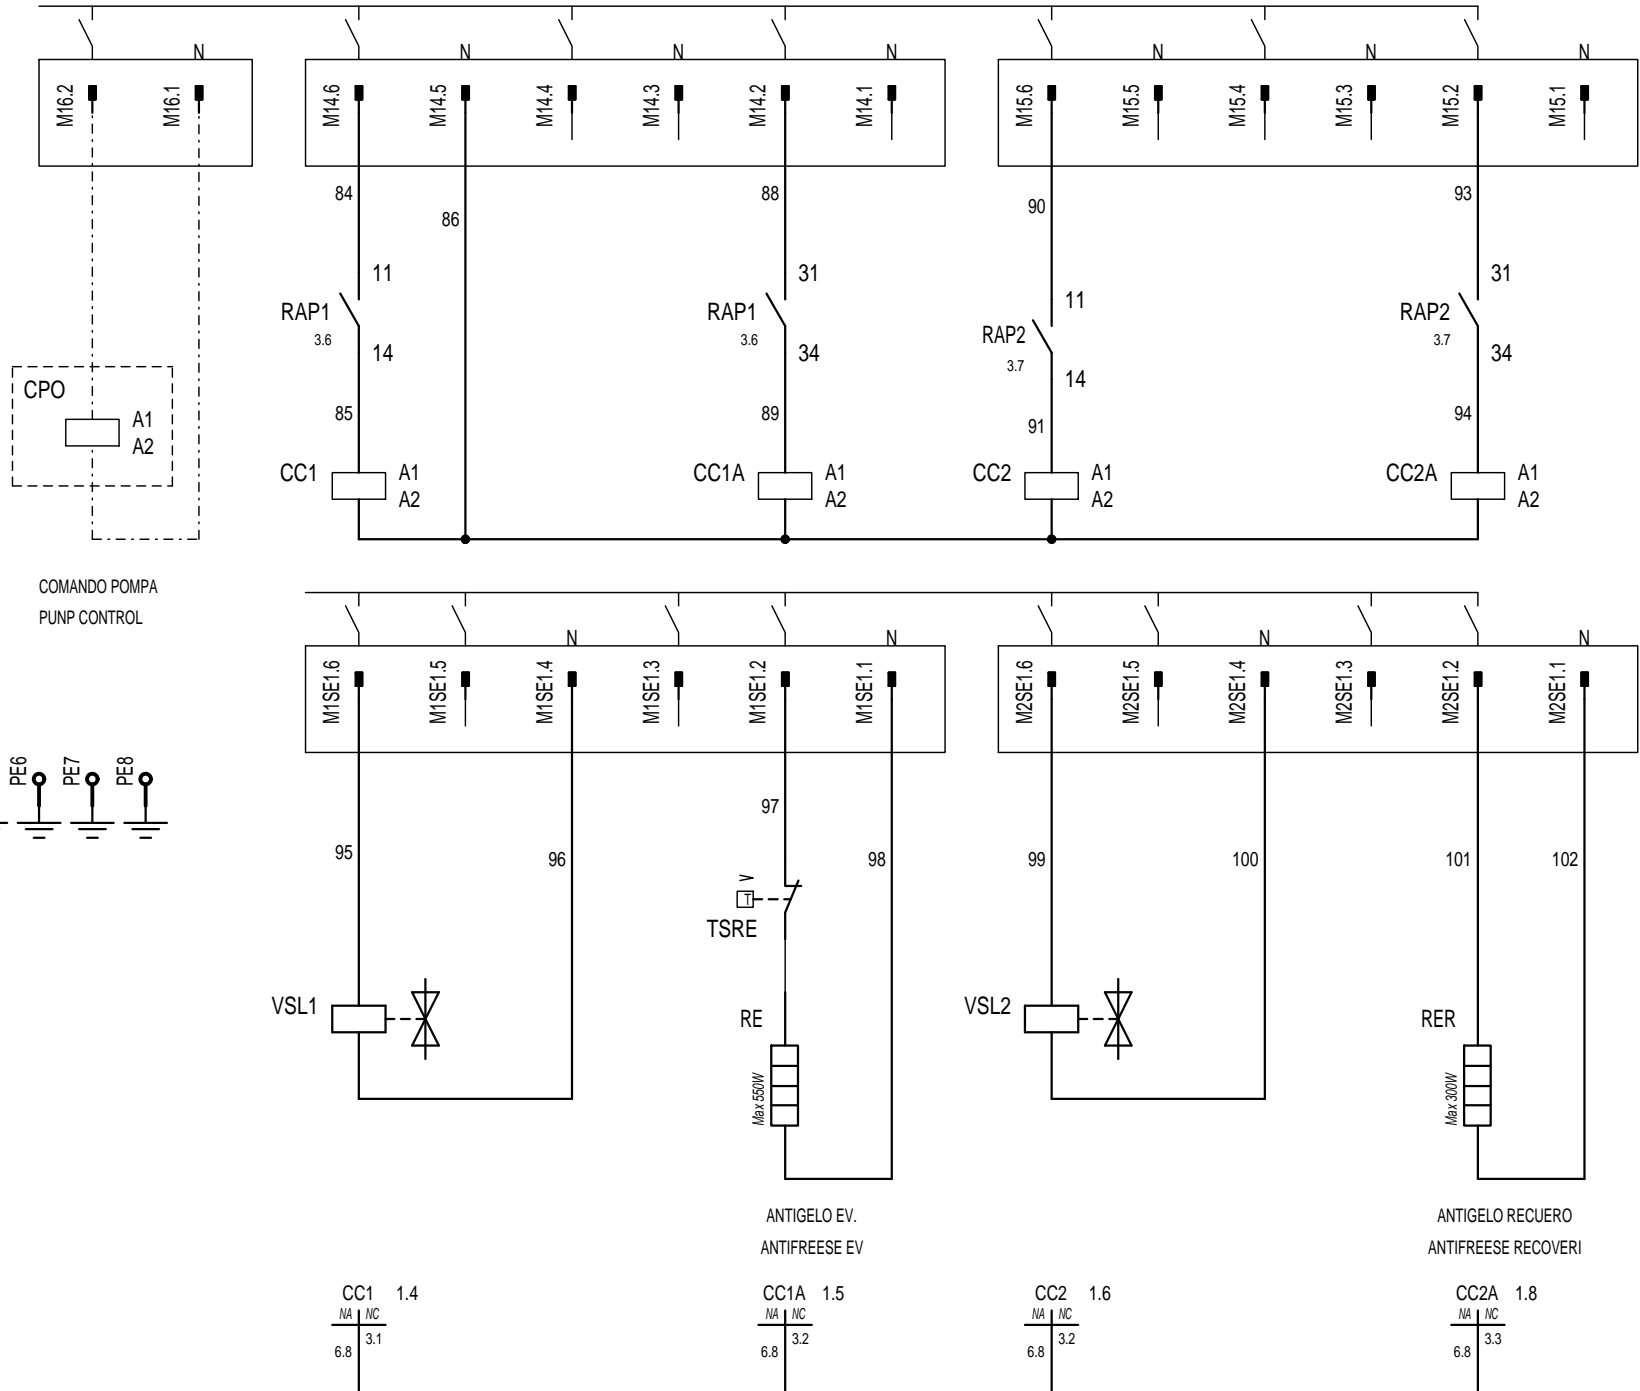 N N N N N N N
M16.2 M16.1 M14.6 M14.5 M14.4 M14.3 M14.2 M14.1 M15.6 M15.5 M15.4 M15.3 M15.2 M15.1
84 86 88 90 93
11 31 11 31
RAP1 RAP1 RAP2 RAP2
3.6 3.6 3.7 3.7
14 34 14 34
CPO
A1
A2
85 89 91 94
CC1 A1 CC1A A1 CC2 A1 CC2A A1
A2 A2 A2 A2
COMANDO POMPA
PUNP CONTROL
N N N N
M1SE1.6 M1SE1.5 M1SE1.4 M1SE1.3 M1SE1.2 M1SE1.1 M2SE1.6 M2SE1.5 M2SE1.4 M2SE1.3 M2SE1.2 M2SE1.1
PE6 PE7 PE8
97
95 96 98 99 100 101 102
V
T
TSRE
VSL1 RE VSL2 RER
Max 550W Max 300W
ANTIGELO EV. ANTIGELO RECUERO
ANTIFREESE EV ANTIFREESE RECOVERI
CC1 1.4 CC1A 1.5 CC2 1.6 CC2A 1.8
NA NC NA NC NA NC NA NC
3.1 3.2 3.2 3.3
6.8 6.8 6.8 6.8